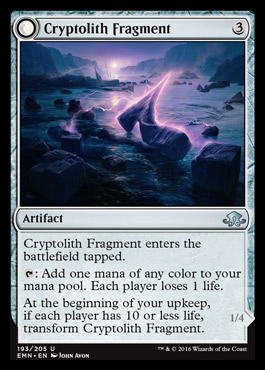 Cryptolith Fragment 3
Artifact
Cryptolith Fragment enters the
battlefield tapped.
: Add one mana of any color to your
mana pool. Each player loses 1 life.
At the beginning of your upkeep,
if each player has 10 or less life,
transform Cryptolith Fragment.
1/4
193/205 U
EMN • EN JOHN AVON
™ & © 2016 Wizards of the Coast